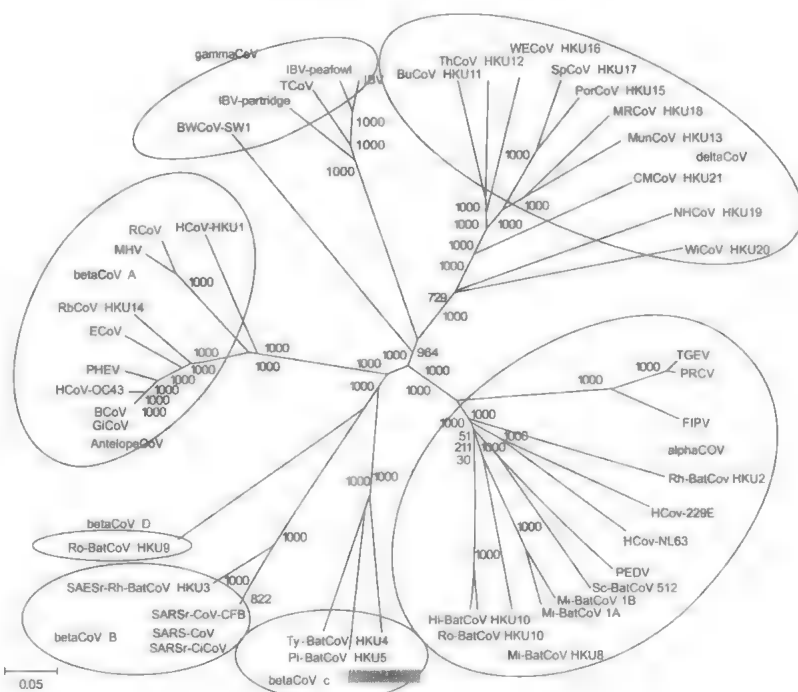 gammaCoV
IBV-peafowl
IBV
TCoV
IBV-partridge
BWCoV-SW1
1000
1000
1000
WECoV HKU16
ThCoV HKU12
BuCoV HKU11
SpCoV HKU17
PorCoV HKU15
MRCoV HKU18
MunCoV HKU13
deltaCoV
CMCoV HKU21
NHCoV HKU19
WiCoV HKU20
1000
1000
1000 1000
1000
1000
729
1000
RCoV
HCoV-HKU1
MHV
betaCoV A
1000
RbCoV HKU14
ECoV
PHEV
HCoV-OC43
BCoV
GiCoV
AntelopeCoV
1000
1000
1000
1000
1000
1000
1000
1000
1000
1000 1000
964
1000
1000
TGEV
PRCV
1000
1000
FIPV
alphaCOV
Rh-BatCov HKU2
HCov-229E
HCov-NL63
PEDV
Sc-BatCoV 512
Mi-BatCoV 1B
Mi-BatCoV 1A
Hi-BatCoV HKU10
Ro-BatCoV HKU10
Mi-BatCoV HKU8
1000
1000
51
211
30
1000
1000
1000
1000
betaCoV D
Ro-BatCoV HKU9
SAESr-Rh-BatCoV HKU3
1000
1000
822
SARSr-CoV-CFB
betaCoV B
SARS-CoV
SARSr-CiCoV
1000
1000
Ty-BatCoV HKU4
Pi-BatCoV HKU5
betaCoV c
0.05